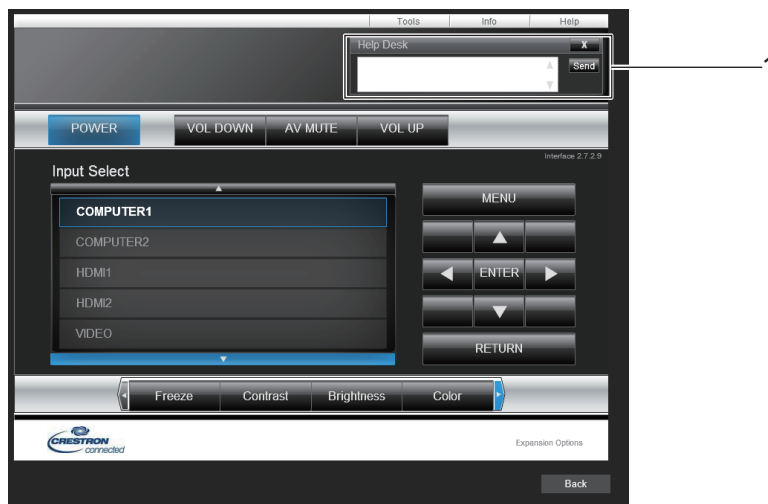 Tools Info Help
Help Desk X
Send
1
POWER VOL DOWN AV MUTE VOL UP
Interface 2.7.2.9
Input Select
COMPUTER1
COMPUTER2
HDMI1
HDMI2
VIDEO
MENU
ENTER
RETURN
Freeze Contrast Brightness Color
CRESTRON
connected
Expansion Options
Back